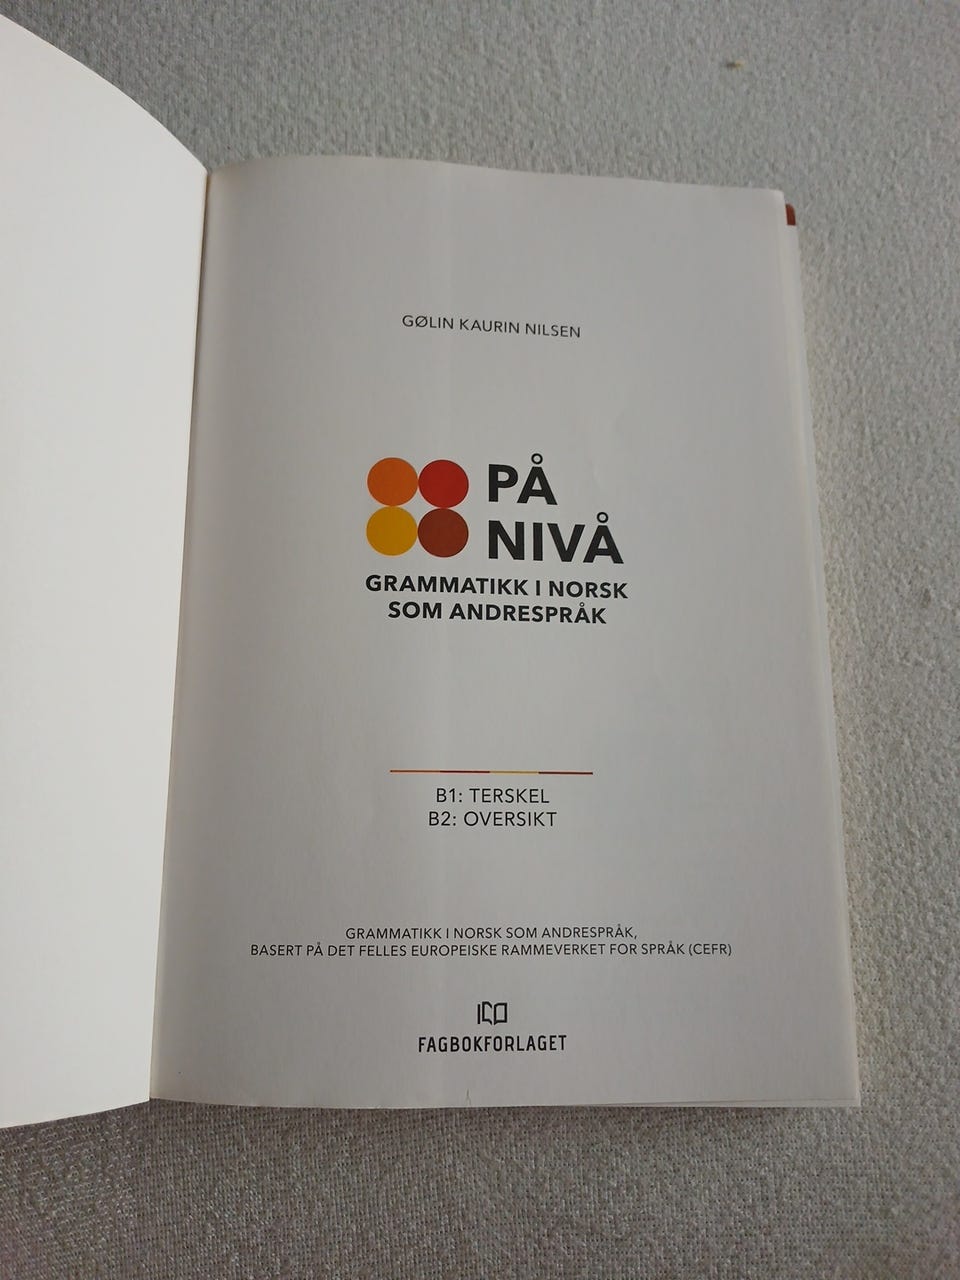 GØLIN KAURIN NILSEN
PÅ
NIVÅ
GRAMMATIKK I NORSK
SOM ANDRESPRÅK
B1: TERSKEL
B2: OVERSIKT
GRAMMATIKK I NORSK SOM ANDRESPRÅK,
BASERT PÅ DET FELLES EUROPEISKE RAMMEVERKET FOR SPRÅK (CEFR)
FAGBOKFORLAGET